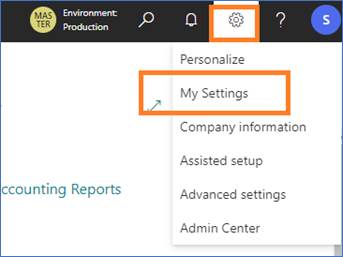 MAS
TER
Environment:
Production
?
S
Personalize
My Settings
Company information
ccounting Reports
Assisted setup
Advanced settings
Admin Center